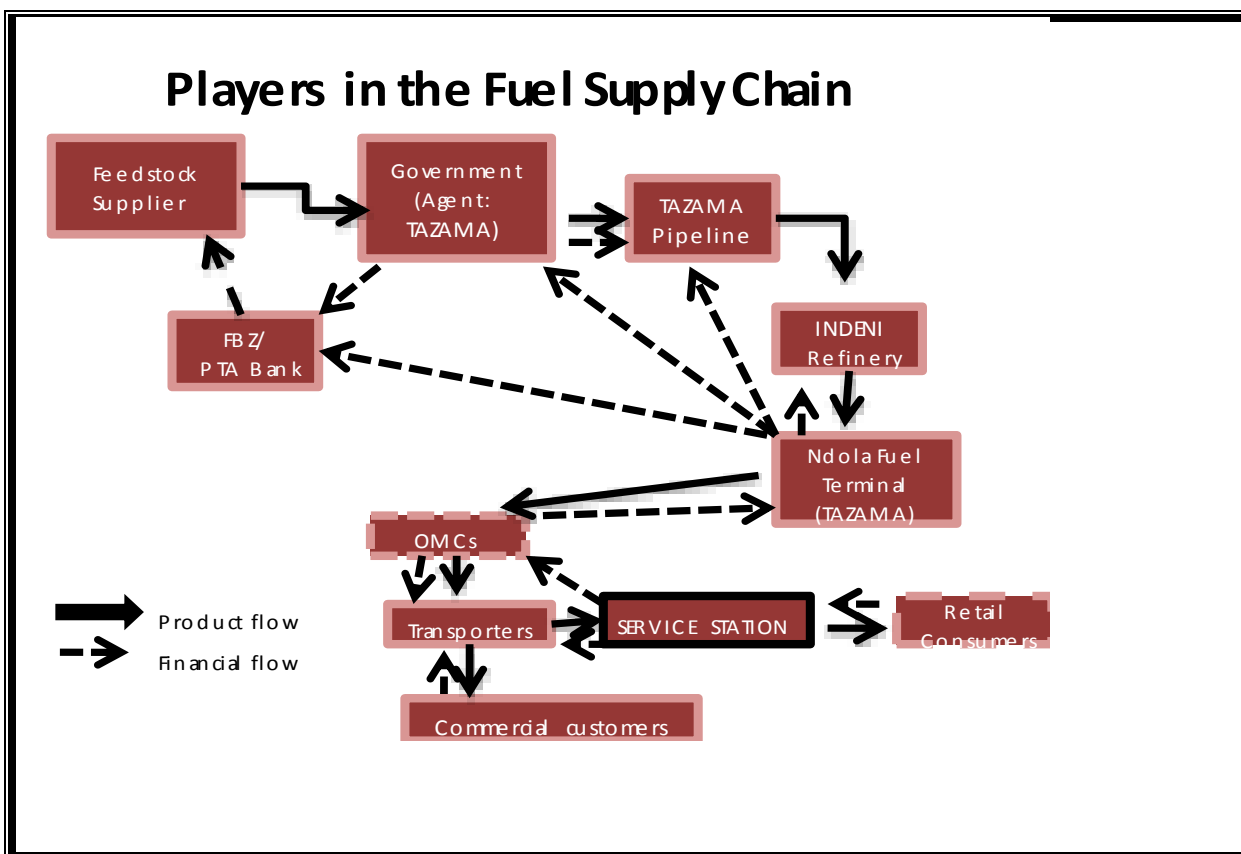 Players in the Fuel Supply Chain
Feedstock
Supplier
Government
(Agent:
TAZAMA)
TAZAMA
Pipeline
FBZ/
PTA Bank
INDENI
Refinery
Ndola Fuel
Terminal
(TAZAMA)
OMCs
Product flow
Financial flow
Transporters
SERVICE STATION
Retail
Consumers
Commercial customers